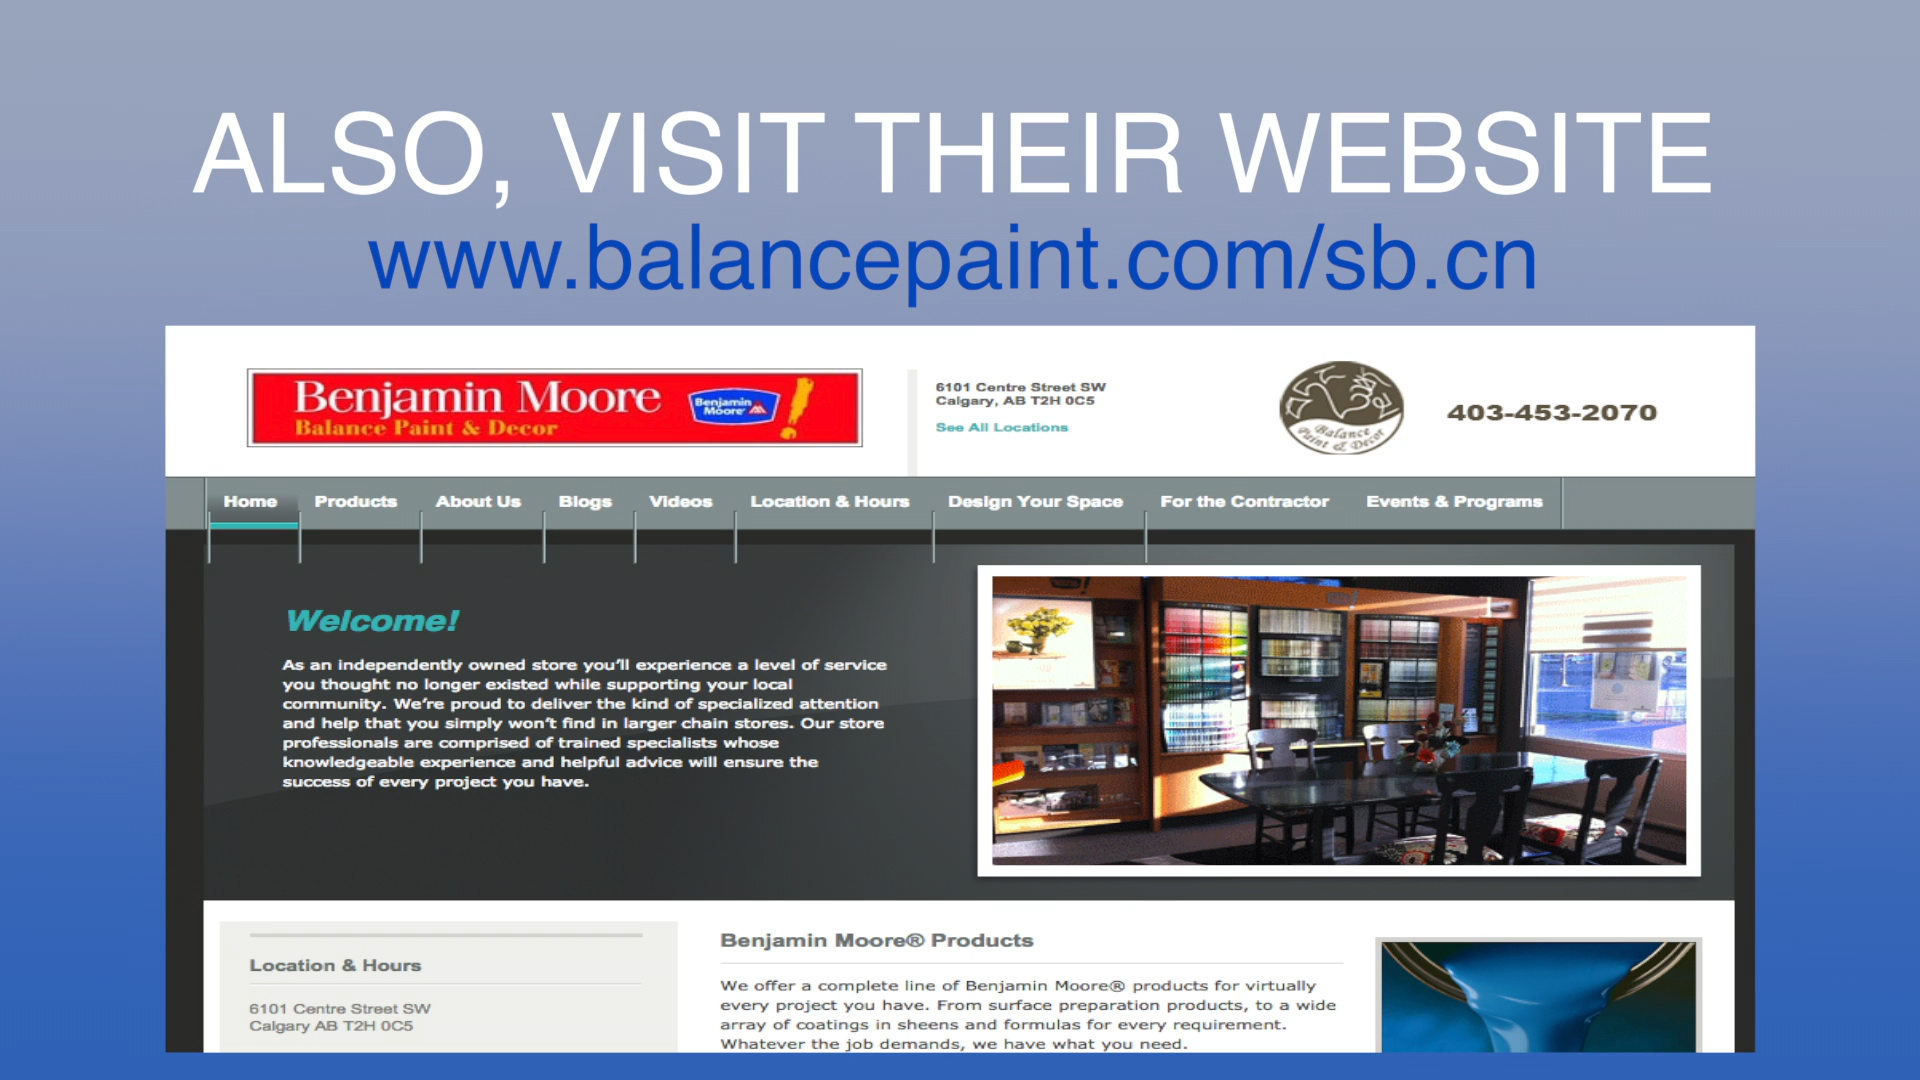 ALSO, VISIT THEIR WEBSITE
www.balancepaint.com/sb.cn
Benjamin Moore
Balance Paint & Decor
Benjamin
Moore
6101 Centre Street SW
Calgary, AB T2H 0C5
See All Locations
Balance
Paint & Decor
403-453-2070
Home
Products
About Us
Blogs
Videos
Location & Hours
Design Your Space
For the Contractor
Events & Programs
Welcome!
As an independently owned store you'll experience a level of service
you thought no longer existed while supporting your local
community. We're proud to deliver the kind of specialized attention
and help that you simply won't find in larger chain stores. Our store
professionals are comprised of trained specialists whose
knowledgeable experience and helpful advice will ensure the
success of every project you have.
Location & Hours
6101 Centre Street SW
Calgary AB T2H 0C5
Benjamin Moore® Products
We offer a complete line of Benjamin Moore® products for virtually
every project you have. From surface preparation products, to a wide
array of coatings in sheens and formulas for every requirement.
Whatever the job demands, we have what you need.